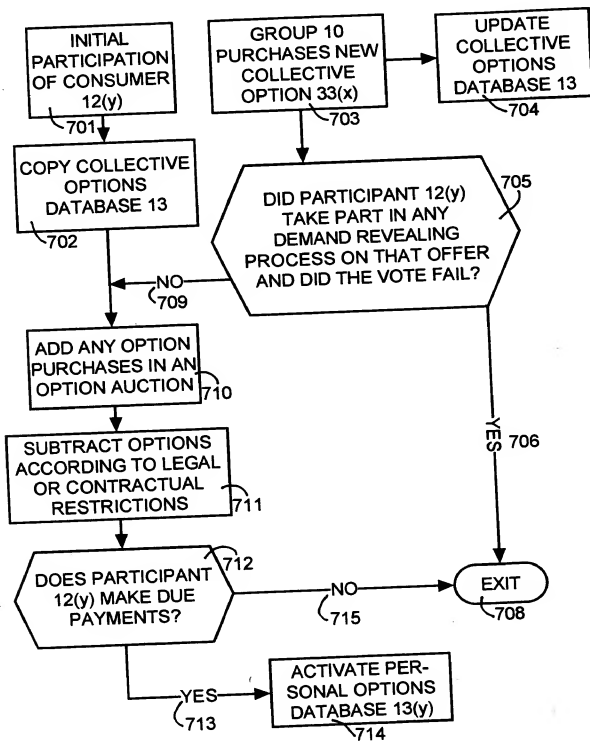 INITIAL
PARTICIPATION
OF CONSUMER
12(y)
701
GROUP 10
PURCHASES NEW
COLLECTIVE
OPTION 33(x)
703
UPDATE
COLLECTIVE
OPTIONS
DATABASE 13
704
COPY COLLECTIVE
OPTIONS
DATABASE 13
702
DID PARTICIPANT 12(y)
TAKE PART IN ANY
DEMAND REVEALING
PROCESS ON THAT OFFER
AND DID THE VOTE FAIL?
705
NO
709
ADD ANY OPTION
PURCHASES IN AN
OPTION AUCTION
710
YES
706
SUBTRACT OPTIONS
ACCORDING TO LEGAL
OR CONTRACTUAL
RESTRICTIONS
711
DOES PARTICIPANT
12(y) MAKE DUE
PAYMENTS?
712
NO
715
EXIT
708
YES
713
ACTIVATE PER-
SONAL OPTIONS
DATABASE 13(y)
714